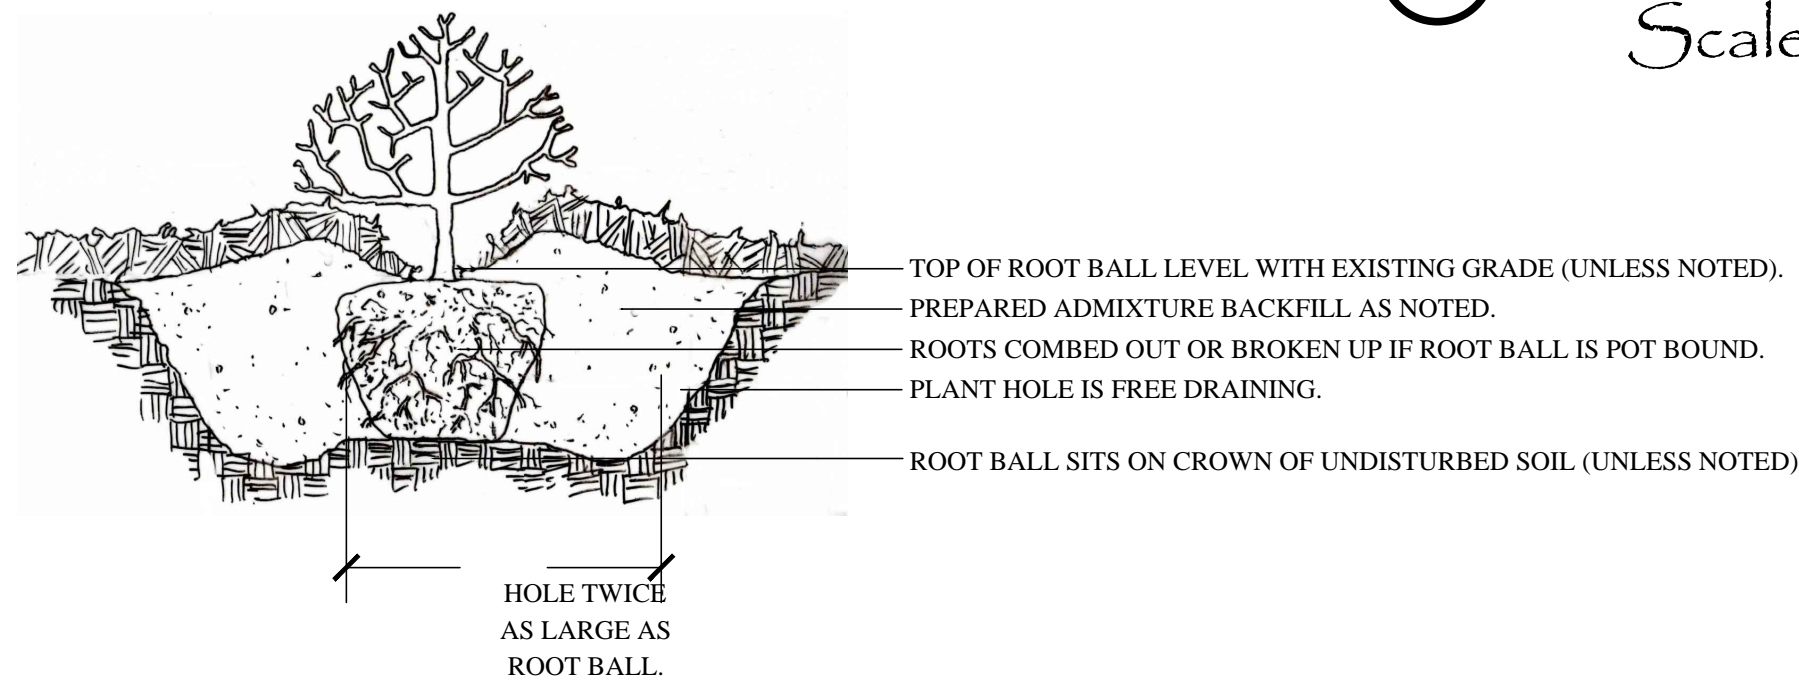 Scale
TOP OF ROOT BALL LEVEL WITH EXISTING GRADE (UNLESS NOTED).
PREPARED ADMIXTURE BACKFILL AS NOTED.
ROOTS COMBED OUT OR BROKEN UP IF ROOT BALL IS POT BOUND.
PLANT HOLE IS FREE DRAINING.
ROOT BALL SITS ON CROWN OF UNDISTURBED SOIL (UNLESS NOTED)
HOLE TWICE
AS LARGE AS
ROOT BALL.